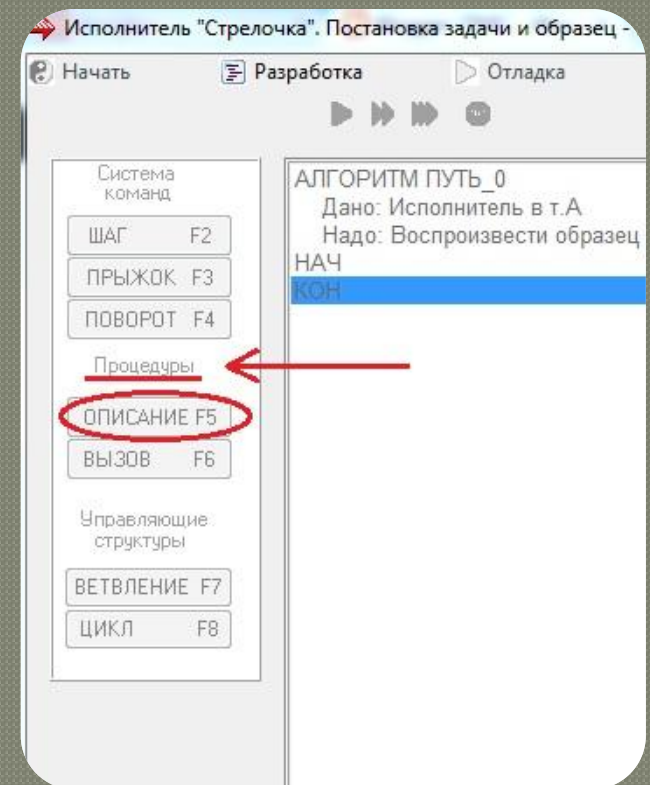 Исполнитель "Стрелочка". Постановка задачи и образец -
Начать Разработка Отладка
Система
команд
ШАГ F2
ПРЫЖОК F3
ПОВОРОТ F4
Процедуры
ОПИСАНИЕ F5
ВЫЗОВ F6
Управляющие
структуры
ВЕТВЛЕНИЕ F7
ЦИКЛ F8
АЛГОРИТМ ПУТЬ_0
Дано: Исполнитель в т.А
Надо: Воспроизвести образец
НАЧ
КОН